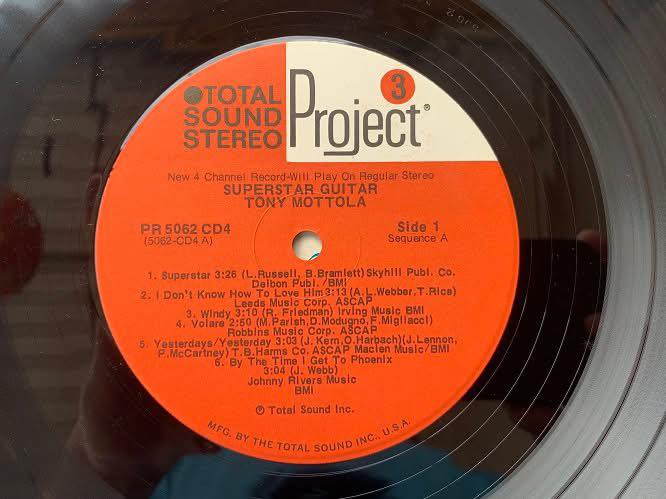 TOTAL
SOUND
STEREO
Project®
3
New 4 Channel Record-Will Play On Regular Stereo
SUPERSTAR GUITAR
TONY MOTTOLA
PR 5062 CD4
(5062-CD4 A)
Side 1
Sequence A
1. Superstar 3:26 (L.Russell, B.Bramlett) Skyhill Publ. Co.
Delbon Publ./BMI
2. I Don't Know How To Love Him 3:13 (A.L.Webber, T.Rice)
Leeds Music Corp. ASCAP
3. Windy 3:10 (R. Friedman) Irving Music BMI
4. Volare 2:50 (M.Parish,D.Modugno,F.Migliacci)
Robbins Music Corp. ASCAP
5. Yesterdays/Yesterday 3:03 (J.Kern,O.Harbach)(J.Lennon,
P.McCartney) T.B.Harms Co. ASCAP Maclen Music/BMI
6. By The Time I Get To Phoenix
3:04 (J. Webb)
Johnny Rivers Music
BMI
℗ Total Sound Inc.
MFG. BY THE TOTAL SOUND INC., U.S.A.